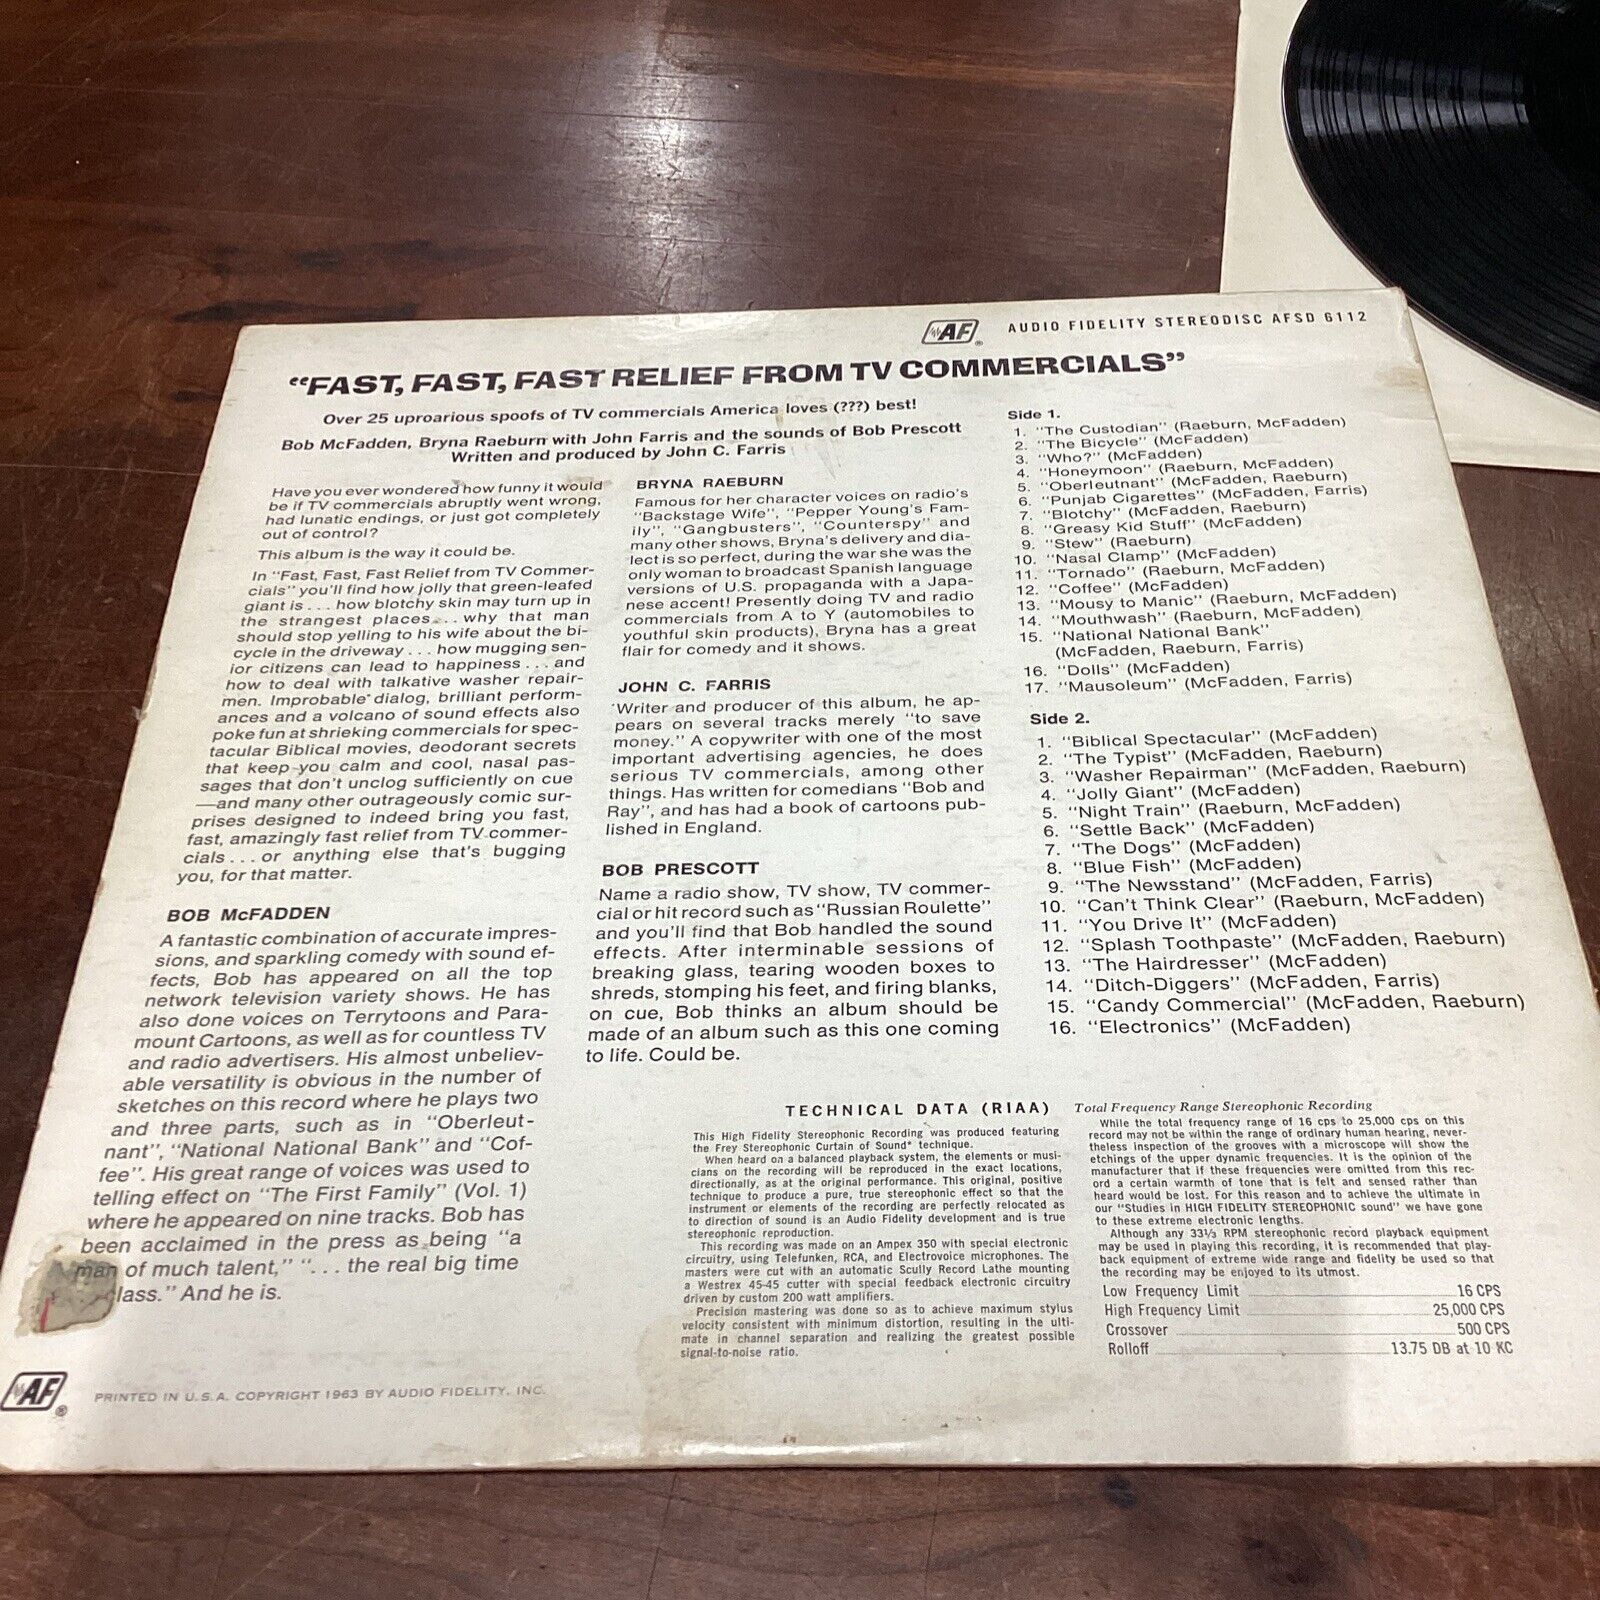 AF® AUDIO FIDELITY STEREODISC AFSD 6112
“FAST, FAST, FAST RELIEF FROM TV COMMERCIALS”
Over 25 uproarious spoofs of TV commercials America loves (???) best!
Bob McFadden, Bryna Raeburn with John Farris and the sounds of Bob Prescott
Written and produced by John C. Farris
Have you ever wondered how funny it would
be if TV commercials abruptly went wrong,
had lunatic endings, or just got completely
out of control?
This album is the way it could be.
In "Fast, Fast, Fast Relief from TV Commer-
cials" you'll find how jolly that green-leafed
giant is . . . how blotchy skin may turn up in
the strangest places . . . why that man
should stop yelling to his wife about the bi-
cycle in the driveway . . . how mugging sen-
ior citizens can lead to happiness . . . and
how to deal with talkative washer repair-
men. Improbable dialog, brilliant perform-
ances and a volcano of sound effects also
poke fun at shrieking commercials for spec-
tacular Biblical movies, deodorant secrets
that keep you calm and cool, nasal pas-
sages that don't unclog sufficiently on cue
—and many other outrageously comic sur-
prises designed to indeed bring you fast,
fast, amazingly fast relief from TV commer-
cials . . . or anything else that's bugging
you, for that matter.
BOB McFADDEN
A fantastic combination of accurate impres-
sions, and sparkling comedy with sound ef-
fects, Bob has appeared on all the top
network television variety shows. He has
also done voices on Terrytoons and Para-
mount Cartoons, as well as for countless TV
and radio advertisers. His almost unbeliev-
able versatility is obvious in the number of
sketches on this record where he plays two
and three parts, such as in "Oberleut-
nant", "National National Bank" and "Cof-
fee". His great range of voices was used to
telling effect on "The First Family" (Vol. 1)
where he appeared on nine tracks. Bob has
been acclaimed in the press as being "a
man of much talent," ". . . the real big time
class." And he is.
BRYNA RAEBURN
Famous for her character voices on radio's
"Backstage Wife", "Pepper Young's Fam-
ily", "Gangbusters", "Counterspy" and
many other shows, Bryna's delivery and dia-
lect is so perfect, during the war she was the
only woman to broadcast Spanish language
versions of U.S. propaganda with a Japa-
nese accent! Presently doing TV and radio
commercials from A to Y (automobiles to
youthful skin products), Bryna has a great
flair for comedy and it shows.
JOHN C. FARRIS
Writer and producer of this album, he ap-
pears on several tracks merely "to save
money." A copywriter with one of the most
important advertising agencies, he does
serious TV commercials, among other
things. Has written for comedians "Bob and
Ray", and has had a book of cartoons pub-
lished in England.
BOB PRESCOTT
Name a radio show, TV show, TV commer-
cial or hit record such as "Russian Roulette"
and you'll find that Bob handled the sound
effects. After interminable sessions of
breaking glass, tearing wooden boxes to
shreds, stomping his feet, and firing blanks,
on cue, Bob thinks an album should be
made of an album such as this one coming
to life. Could be.
Side 1.
1. "The Custodian" (Raeburn, McFadden)
2. "The Bicycle" (McFadden)
3. "Who?" (McFadden)
4. "Honeymoon" (Raeburn, McFadden)
5. "Oberleutnant" (McFadden, Raeburn)
6. "Punjab Cigarettes" (McFadden, Farris)
7. "Blotchy" (McFadden, Raeburn)
8. "Greasy Kid Stuff" (McFadden)
9. "Stew" (Raeburn)
10. "Nasal Clamp" (McFadden)
11. "Tornado" (Raeburn, McFadden)
12. "Coffee" (McFadden)
13. "Mousy to Manic" (Raeburn, McFadden)
14. "Mouthwash" (Raeburn, McFadden)
15. "National National Bank"
(McFadden, Raeburn, Farris)
16. "Dolls" (McFadden)
17. "Mausoleum" (McFadden, Farris)
Side 2.
1. "Biblical Spectacular" (McFadden)
2. "The Typist" (McFadden, Raeburn)
3. "Washer Repairman" (McFadden, Raeburn)
4. "Jolly Giant" (McFadden)
5. "Night Train" (Raeburn, McFadden)
6. "Settle Back" (McFadden)
7. "The Dogs" (McFadden)
8. "Blue Fish" (McFadden)
9. "The Newsstand" (McFadden, Farris)
10. "Can't Think Clear" (Raeburn, McFadden)
11. "You Drive It" (McFadden)
12. "Splash Toothpaste" (McFadden, Raeburn)
13. "The Hairdresser" (McFadden)
14. "Ditch-Diggers" (McFadden, Farris)
15. "Candy Commercial" (McFadden, Raeburn)
16. "Electronics" (McFadden)
TECHNICAL DATA (RIAA)
This High Fidelity Stereophonic Recording was produced featuring
the Frey Stereophonic Curtain of Sound* technique.
When heard on a balanced playback system, the elements or musi-
cians on the recording will be reproduced in the exact locations,
directionally, as at the original performance. This original, positive
technique to produce a pure, true stereophonic effect so that the
instrument or elements of the recording are perfectly relocated as
to direction of sound is an Audio Fidelity development and is true
stereophonic reproduction.
This recording was made on an Ampex 350 with special electronic
circuitry, using Telefunken, RCA, and Electrovoice microphones. The
masters were cut with an automatic Scully Record Lathe mounting
a Westrex 45-45 cutter with special feedback electronic circuitry
driven by custom 200 watt amplifiers.
Precision mastering was done so as to achieve maximum stylus
velocity consistent with minimum distortion, resulting in the ulti-
mate in channel separation and realizing the greatest possible
signal-to-noise ratio.
Total Frequency Range Stereophonic Recording
While the total frequency range of 16 cps to 25,000 cps on this
record may not be within the range of ordinary human hearing, never-
theless inspection of the grooves with a microscope will show the
etchings of the upper dynamic frequencies. It is the opinion of the
manufacturer that if these frequencies were omitted from this rec-
ord a certain warmth of tone that is felt and sensed rather than
heard would be lost. For this reason and to achieve the ultimate in
our "Studies in HIGH FIDELITY STEREOPHONIC sound" we have gone
to these extreme electronic lengths.
Although any 33⅓ RPM stereophonic record playback equipment
may be used in playing this recording, it is recommended that play-
back equipment of extreme wide range and fidelity be used so that
the recording may be enjoyed to its utmost.
Low Frequency Limit 16 CPS
High Frequency Limit 25,000 CPS
Crossover 500 CPS
Rolloff 13.75 DB at 10 KC
AF® PRINTED IN U.S.A. COPYRIGHT 1963 BY AUDIO FIDELITY, INC.